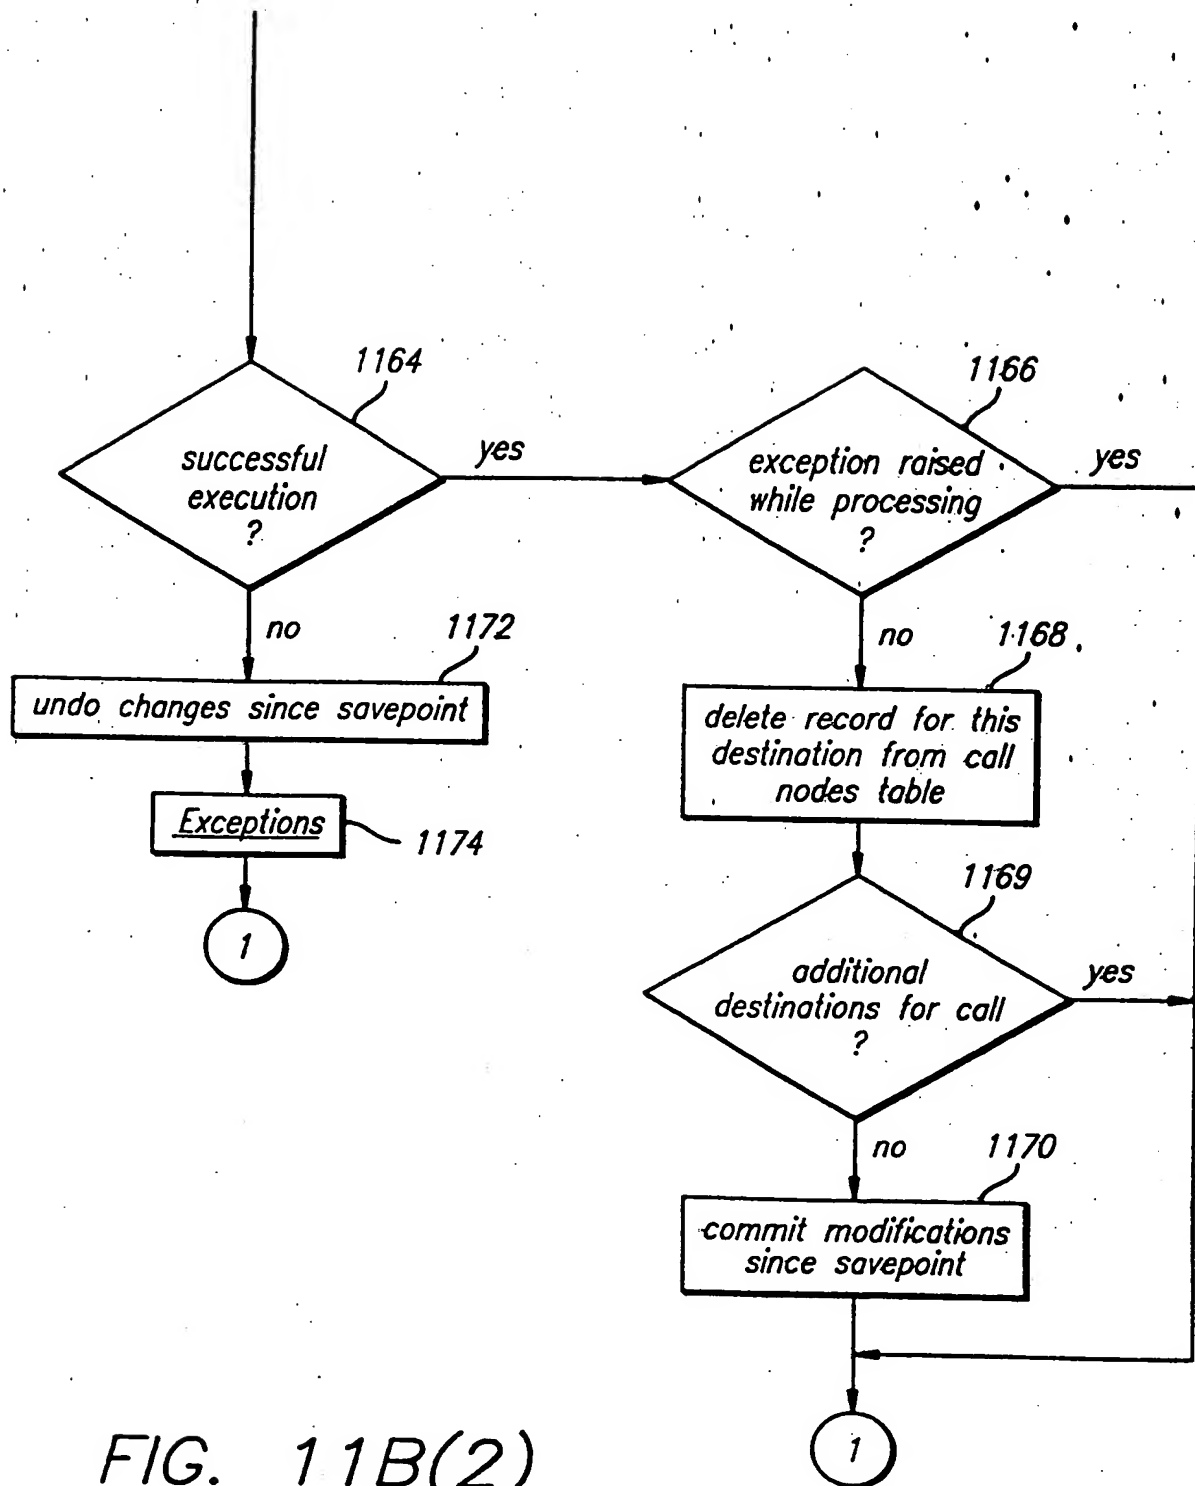 1164
successful
execution
?
yes
1166
exception raised
while processing
?
yes
no
1172
undo changes since savepoint
Exceptions
1174
1
no
1168
delete record for this
destination from call
nodes table
1169
additional
destinations for call
?
yes
no
1170
commit modifications
since savepoint
1
FIG. 11B(2)